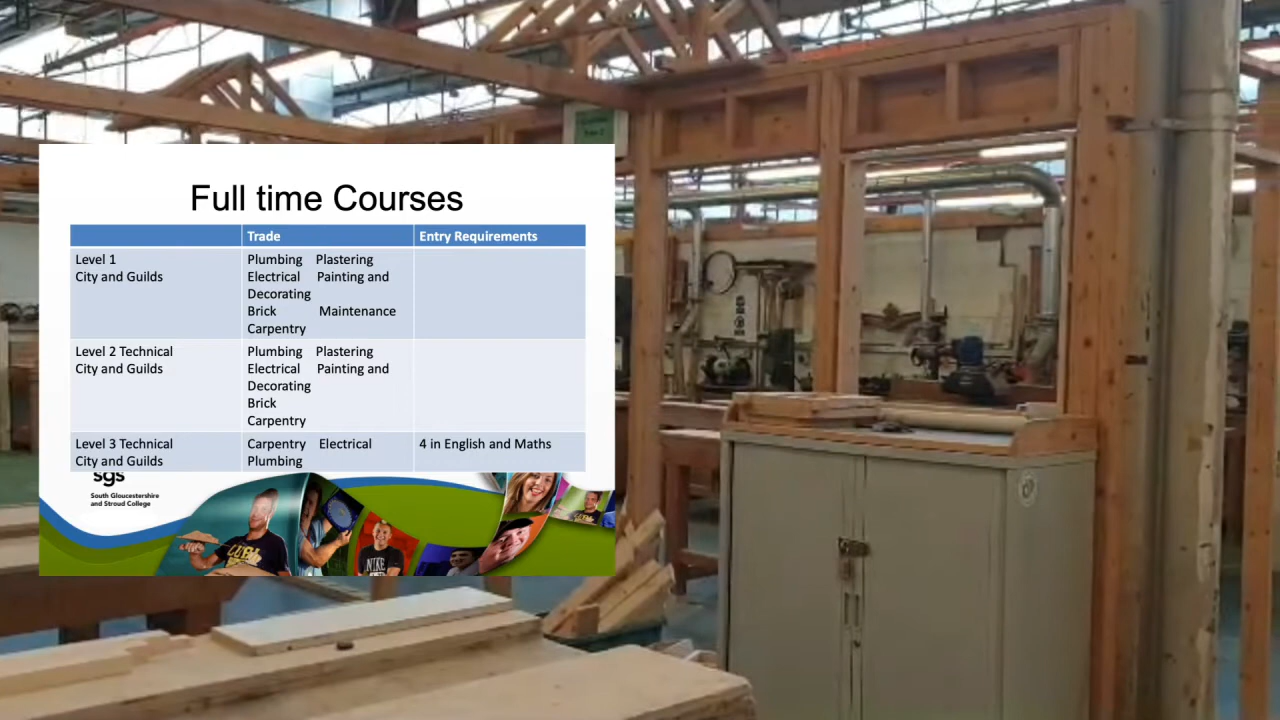 Full time Courses
Trade Entry Requirements
Level 1 Plumbing Plastering
City and Guilds Electrical Painting and
Decorating
Brick Maintenance
Carpentry
Level 2 Technical Plumbing Plastering
City and Guilds Electrical Painting and
Decorating
Brick
Carpentry
Level 3 Technical Carpentry Electrical 4 in English and Maths
City and Guilds Plumbing
sgs
South Gloucestershire
and Stroud College
NIKE